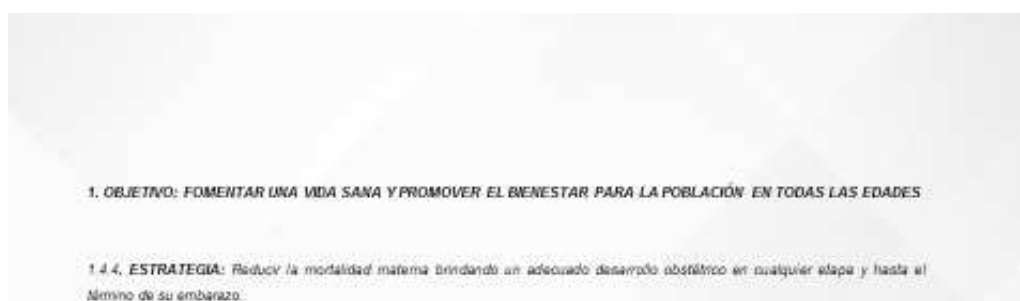 1. OBJETIVO: FOMENTAR UNA VIDA SANA Y PROMOVER EL BIENESTAR PARA LA POBLACIÓN EN TODAS LAS EDADES
1.4.4. ESTRATEGIA: Reducir la mortalidad materna brindando un adecuado desarrollo obstétrico en cualquier etapa y hasta el
término de su embarazo.